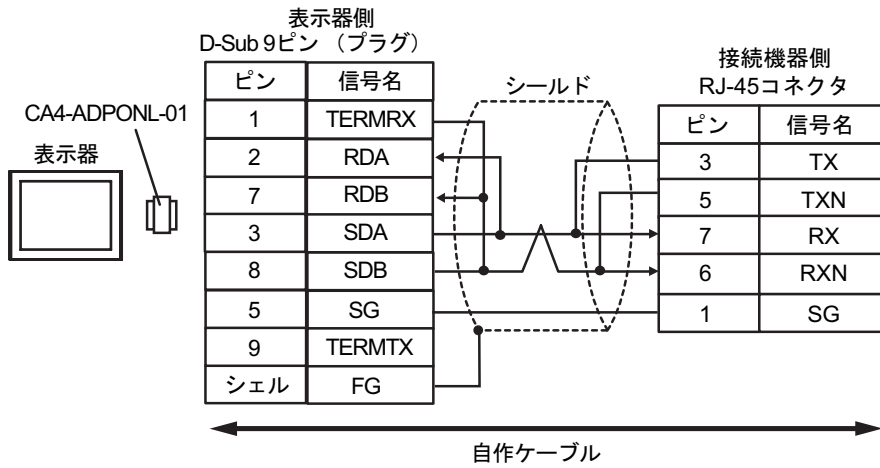 表示器側
D-Sub 9ピン （プラグ）
接続機器側
RJ-45コネクタ
シールド
CA4-ADPONL-01
表示器
ピン 信号名
1 TERMRX
2 RDA
7 RDB
3 SDA
8 SDB
5 SG
9 TERMTX
シェル FG
ピン 信号名
3 TX
5 TXN
7 RX
6 RXN
1 SG
自作ケーブル